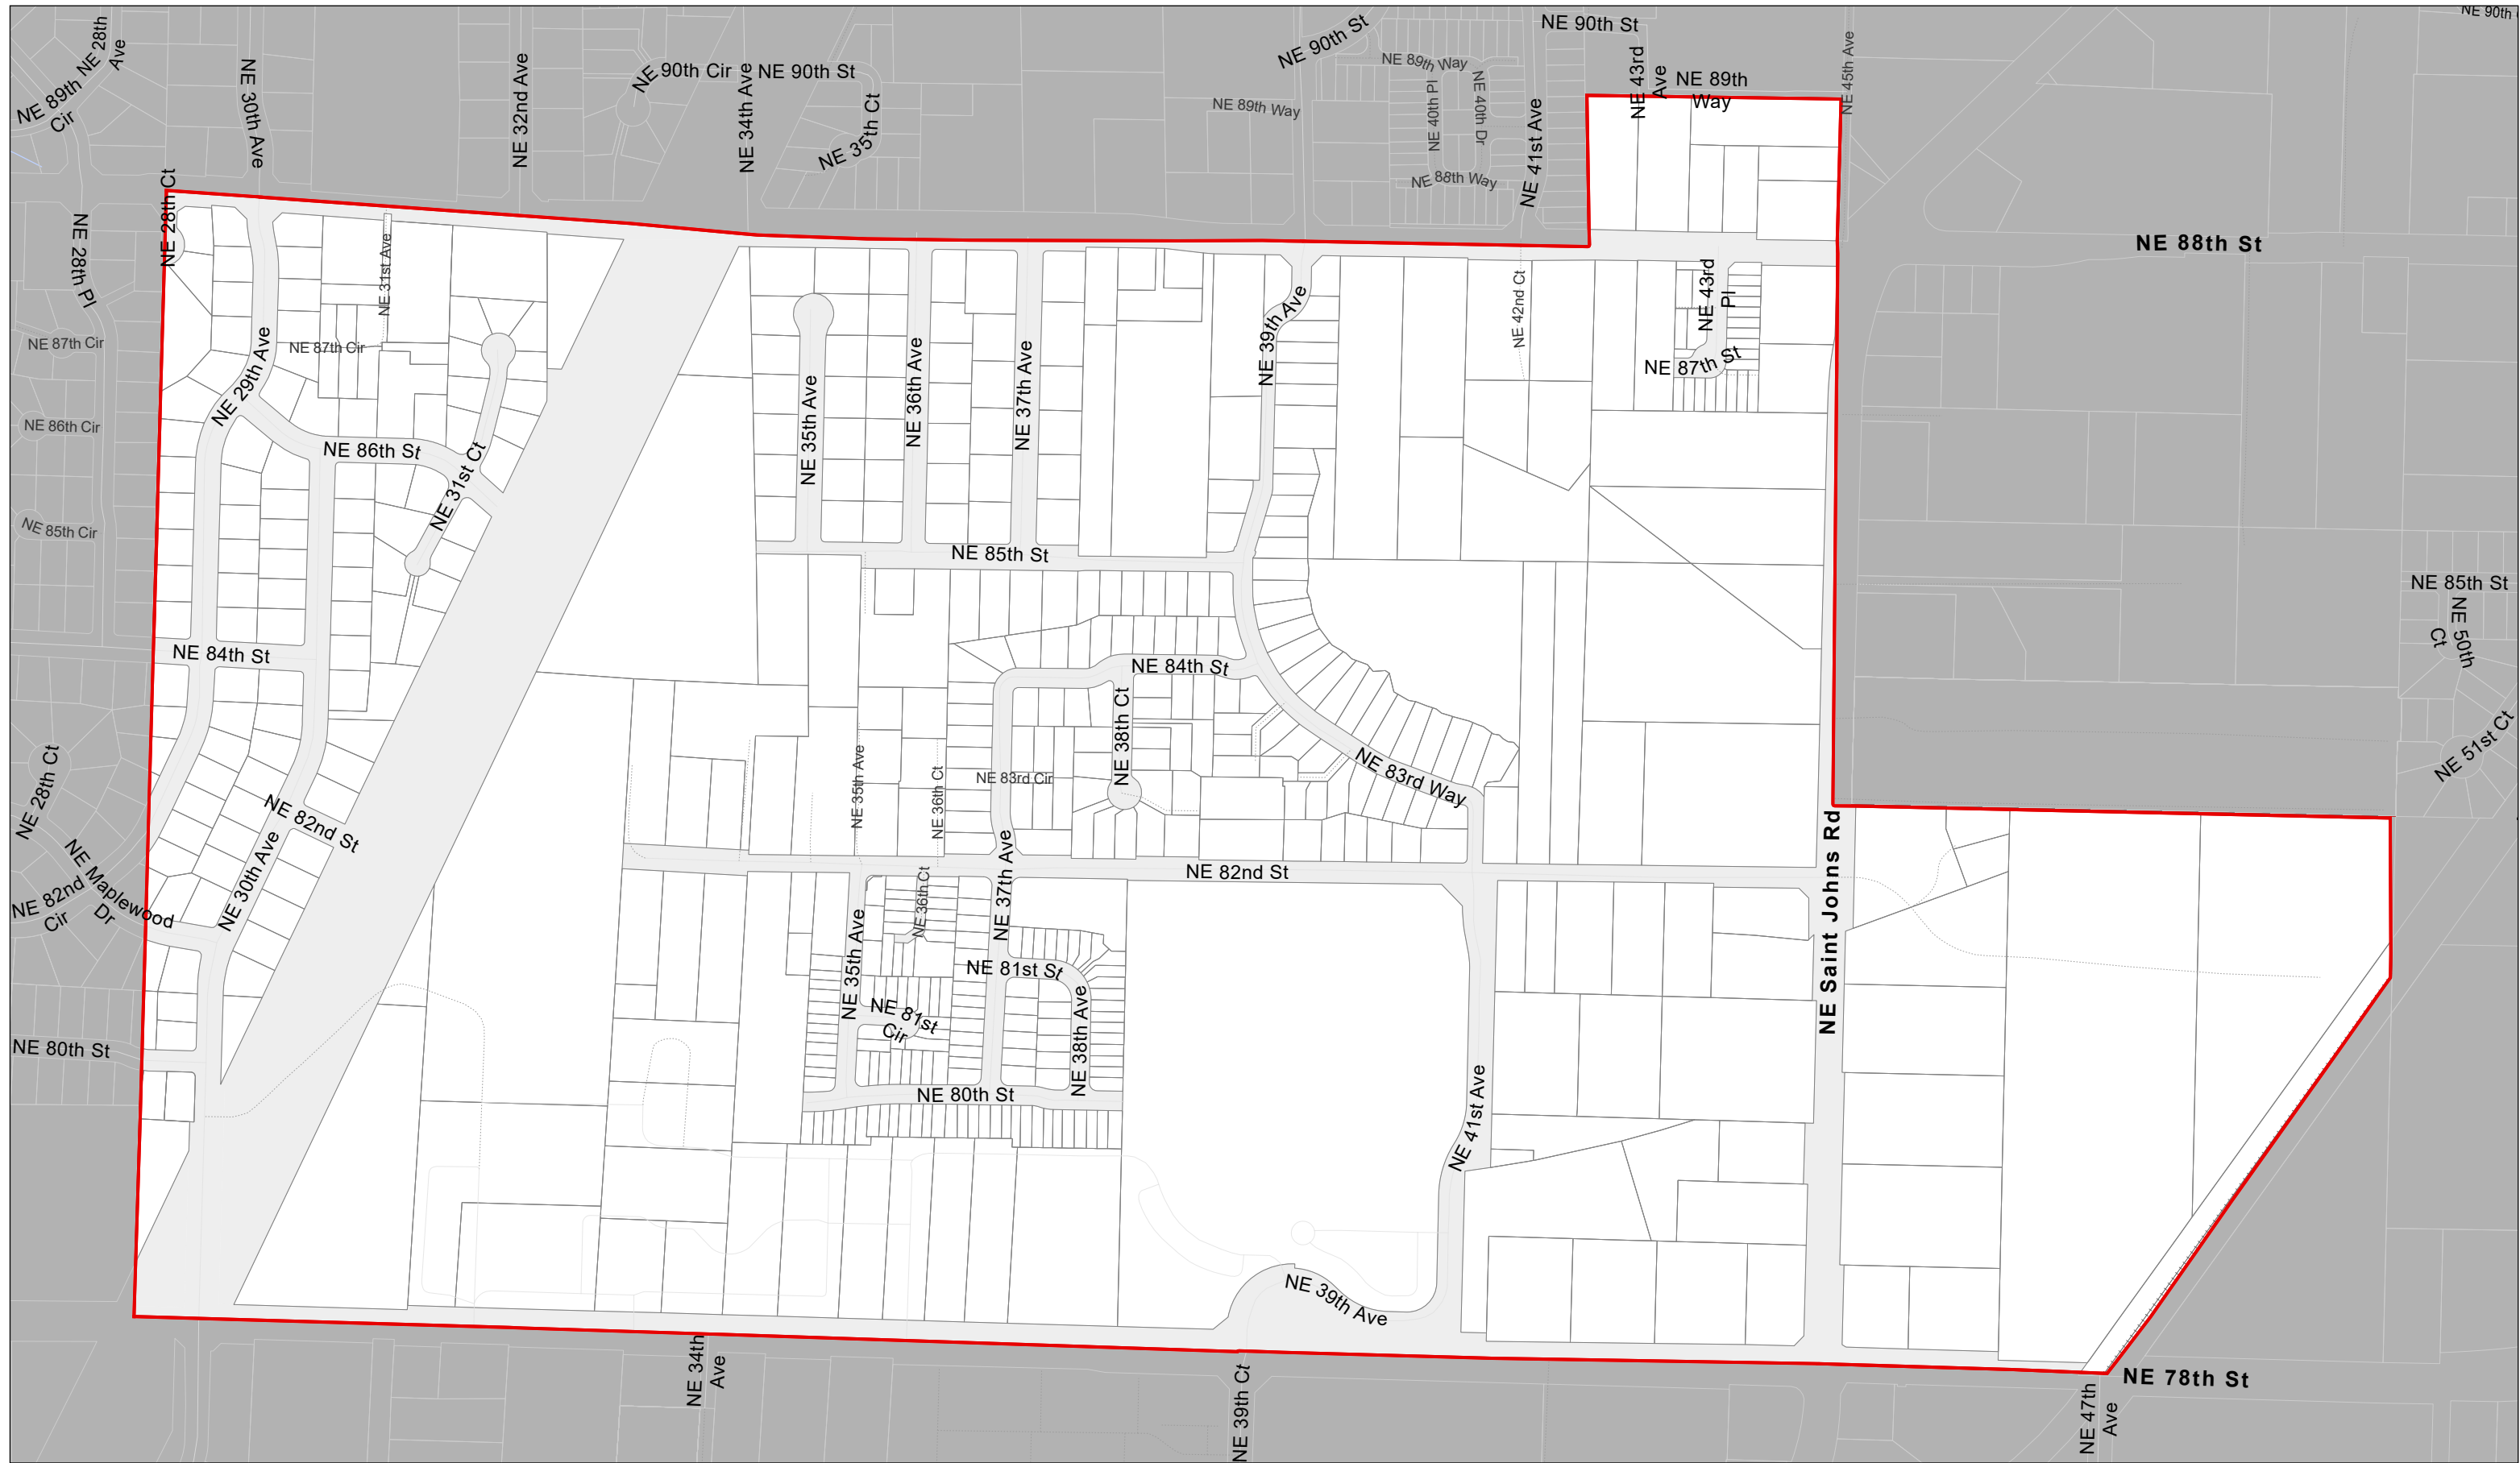 NE 28th
Ave
NE 89th
Cir
NE 30th Ave
NE 32nd Ave
NE 90th Cir
NE 34th Ave
NE 90th St
NE 35th Ct
NE 90th St
NE 89th Way
NE 89th Way
NE 40th Pl
NE 40th Dr
NE 88th Way
NE 41st Ave
NE 90th St
NE 43rd
Ave
NE 89th
Way
NE 45th Ave
NE 90th
NE 88th St
NE 28th Ct
NE 28th Pl
NE 87th Cir
NE 86th Cir
NE 85th Cir
NE 31st Ave
NE 87th Cir
NE 29th Ave
NE 86th St
NE 31st Ct
NE 35th Ave
NE 36th Ave
NE 37th Ave
NE 39th Ave
NE 42nd Ct
NE 43rd
Pl
NE 87th St
NE 85th St
NE 85th St
NE 50th
Ct
NE 51st Ct
NE 84th St
NE 84th St
NE 38th Ct
NE 83rd Way
NE 83rd Cir
NE 35th Ave
NE 36th Ct
NE 28th Ct
NE 82nd St
NE 30th Ave
NE Maplewood
Dr
NE 82nd
Cir
NE 37th Ave
NE 82nd St
NE Saint Johns Rd
NE 36th Ct
NE 35th Ave
NE 81st St
NE 81st
Cir
NE 38th Ave
NE 80th St
NE 80th St
NE 41st Ave
NE 39th Ave
NE 34th
Ave
NE 39th Ct
NE 47th
Ave
NE 78th St